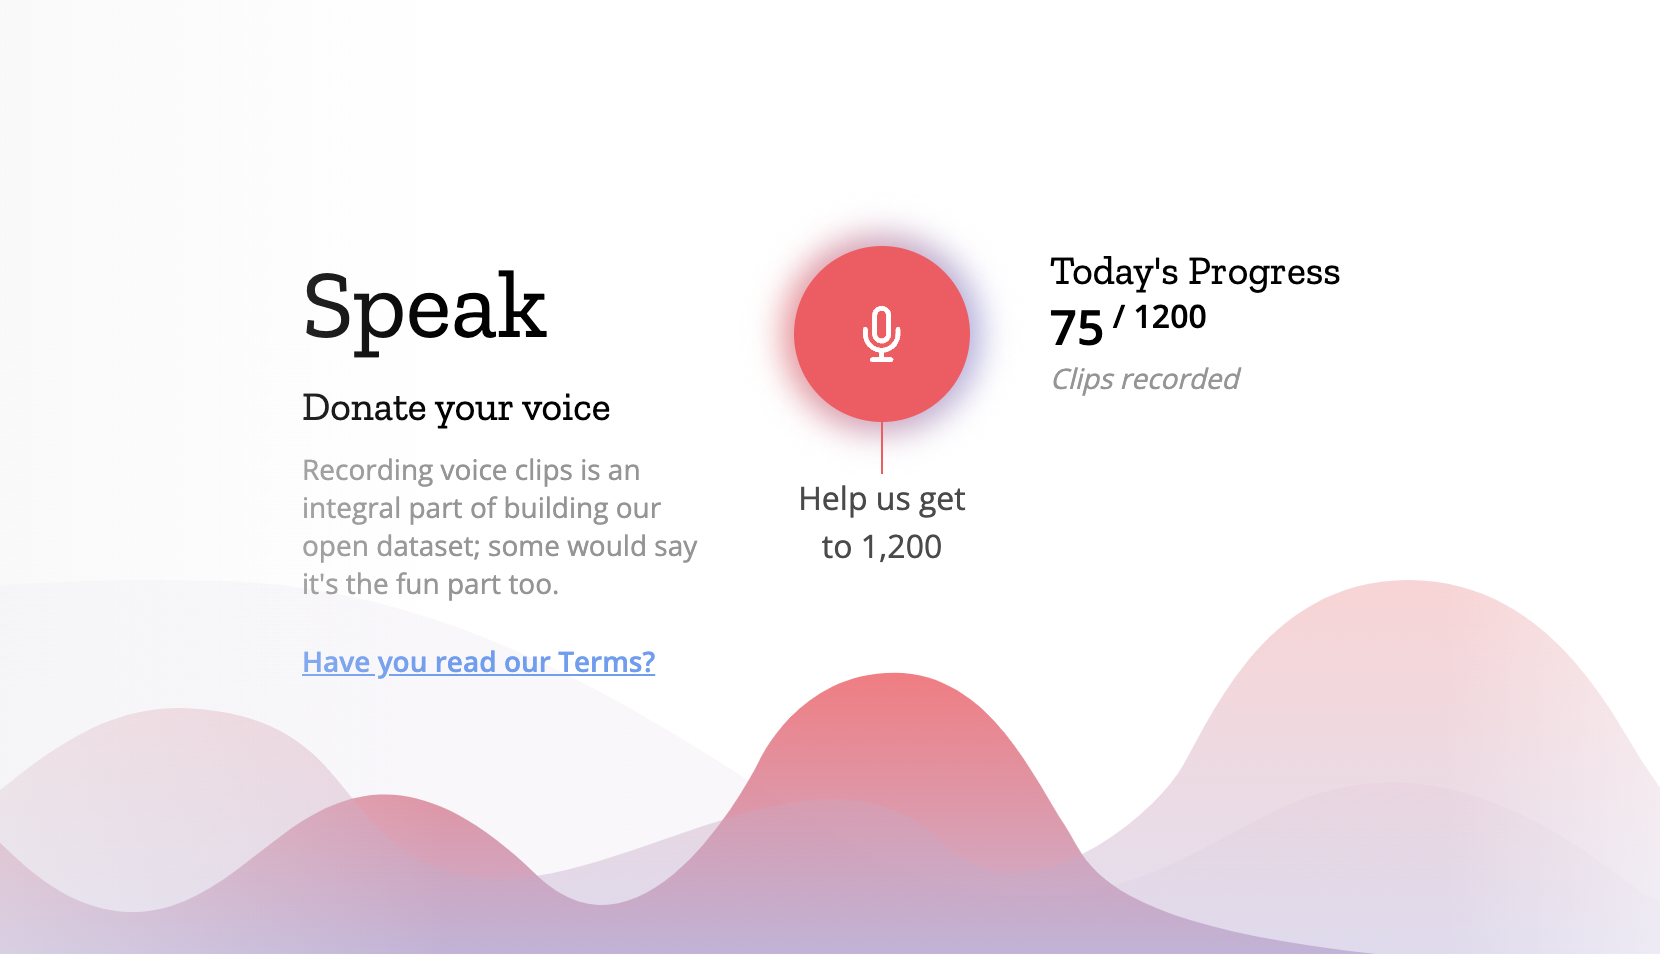 Speak
Donate your voice
Recording voice clips is an
integral part of building our
open dataset; some would say
it's the fun part too.
Have you read our Terms?
Help us get
to 1,200
Today's Progress
75 / 1200
Clips recorded